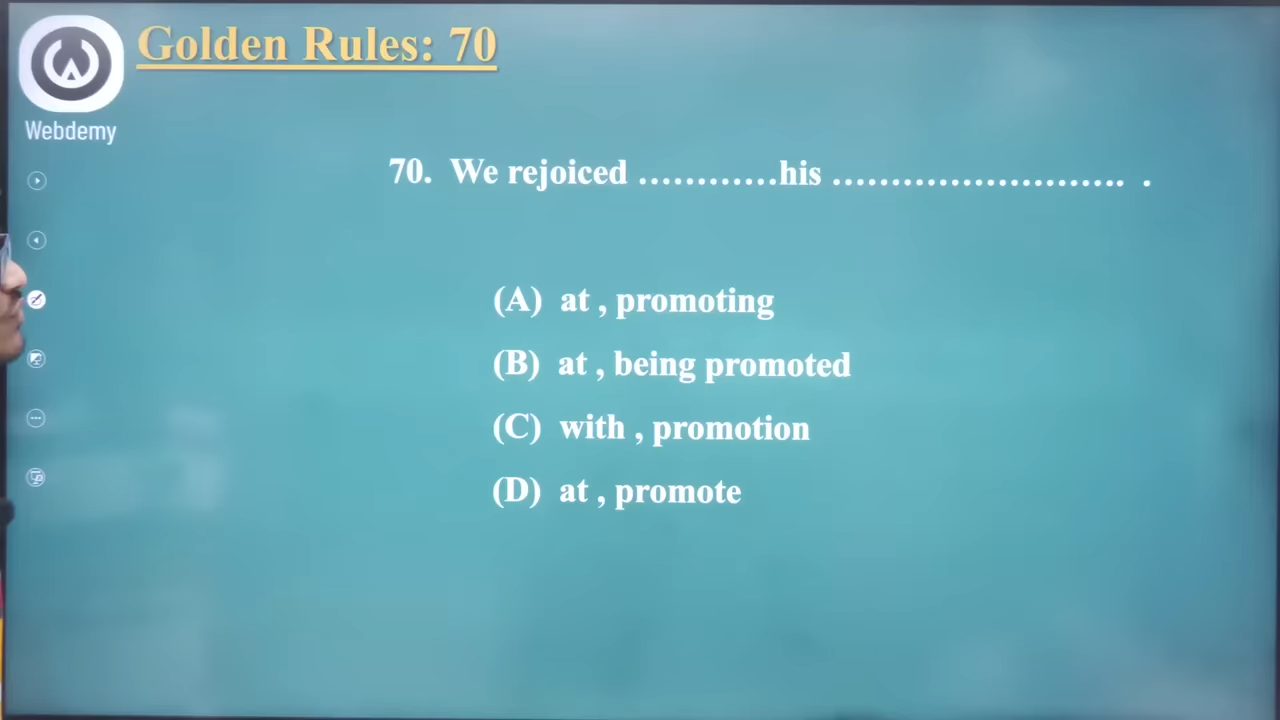 Golden Rules: 70
Webdemy
70. We rejoiced ............his ......................... .
(A) at , promoting
(B) at , being promoted
(C) with , promotion
(D) at , promote